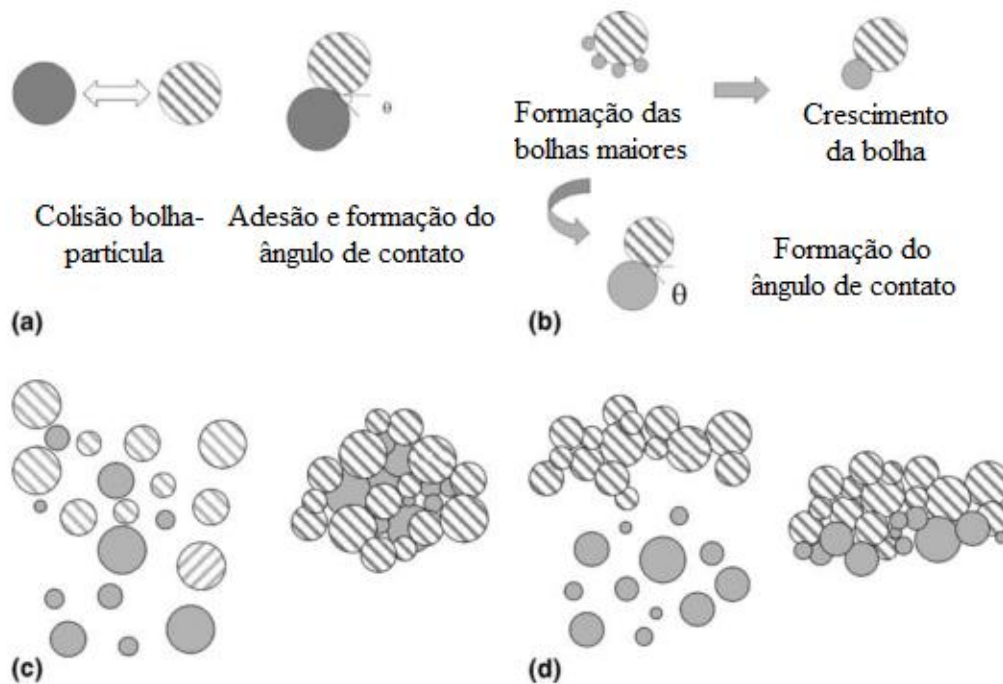 θ
Colisão bolha-
partícula
Adesão e formação do
ângulo de contato
(a)
Formação das
bolhas maiores
Crescimento
da bolha
θ
Formação do
ângulo de contato
(b)
(c)
(d)